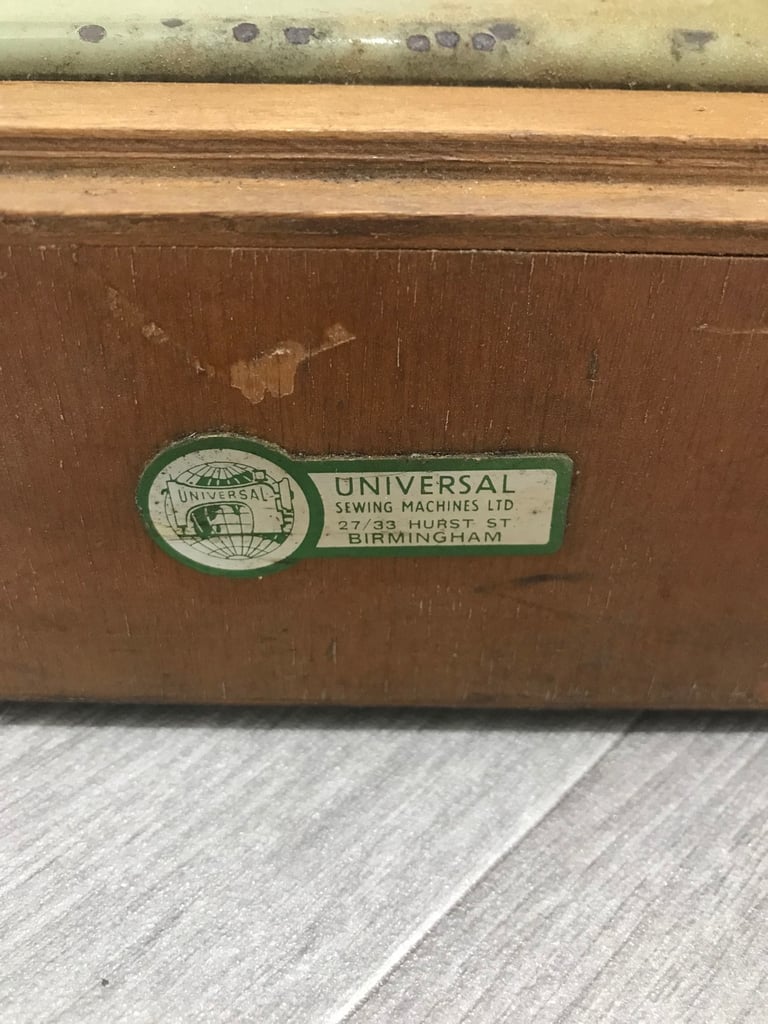 UNIVERSAL
UNIVERSAL
SEWING MACHINES LTD
27/33 HURST ST
BIRMINGHAM